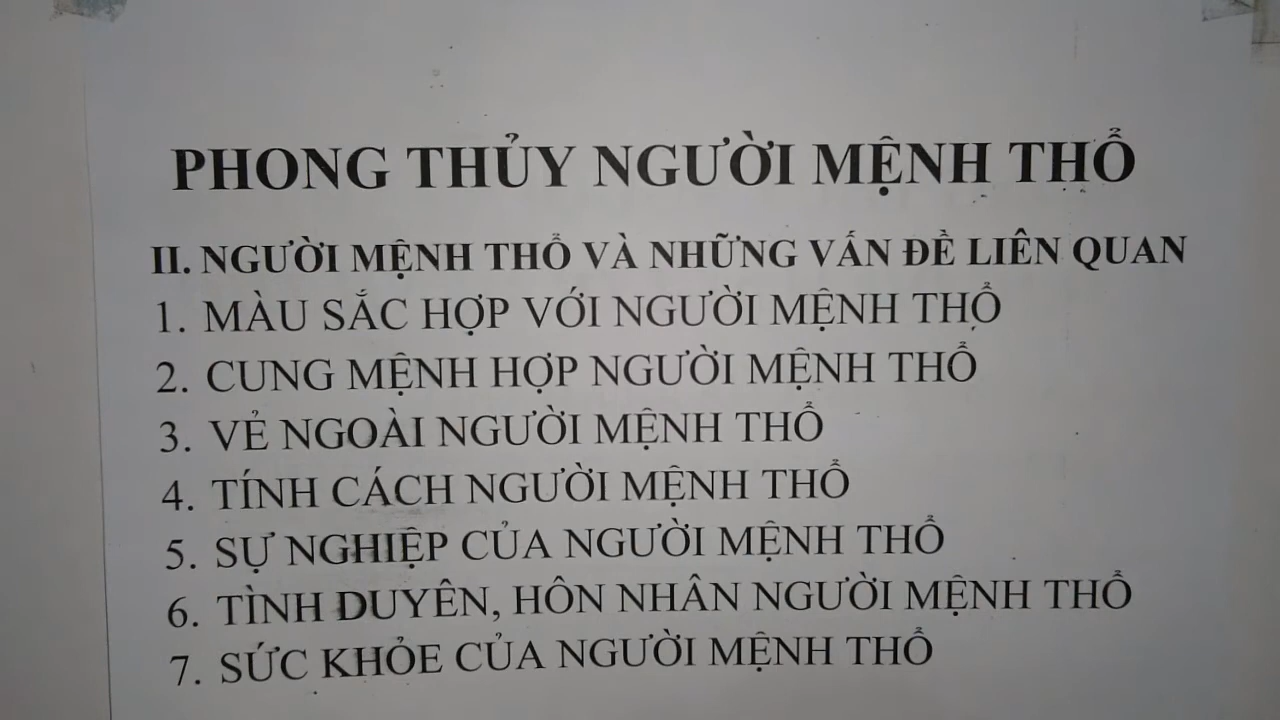 PHONG THỦY NGƯỜI MỆNH THỔ
II. NGƯỜI MỆNH THỔ VÀ NHỮNG VẤN ĐỀ LIÊN QUAN
1. MÀU SẮC HỢP VỚI NGƯỜI MỆNH THỔ
2. CUNG MỆNH HỢP NGƯỜI MỆNH THỔ
3. VẺ NGOÀI NGƯỜI MỆNH THỔ
4. TÍNH CÁCH NGƯỜI MỆNH THỔ
5. SỰ NGHIỆP CỦA NGƯỜI MỆNH THỔ
6. TÌNH DUYÊN, HÔN NHÂN NGƯỜI MỆNH THỔ
7. SỨC KHỎE CỦA NGƯỜI MỆNH THỔ